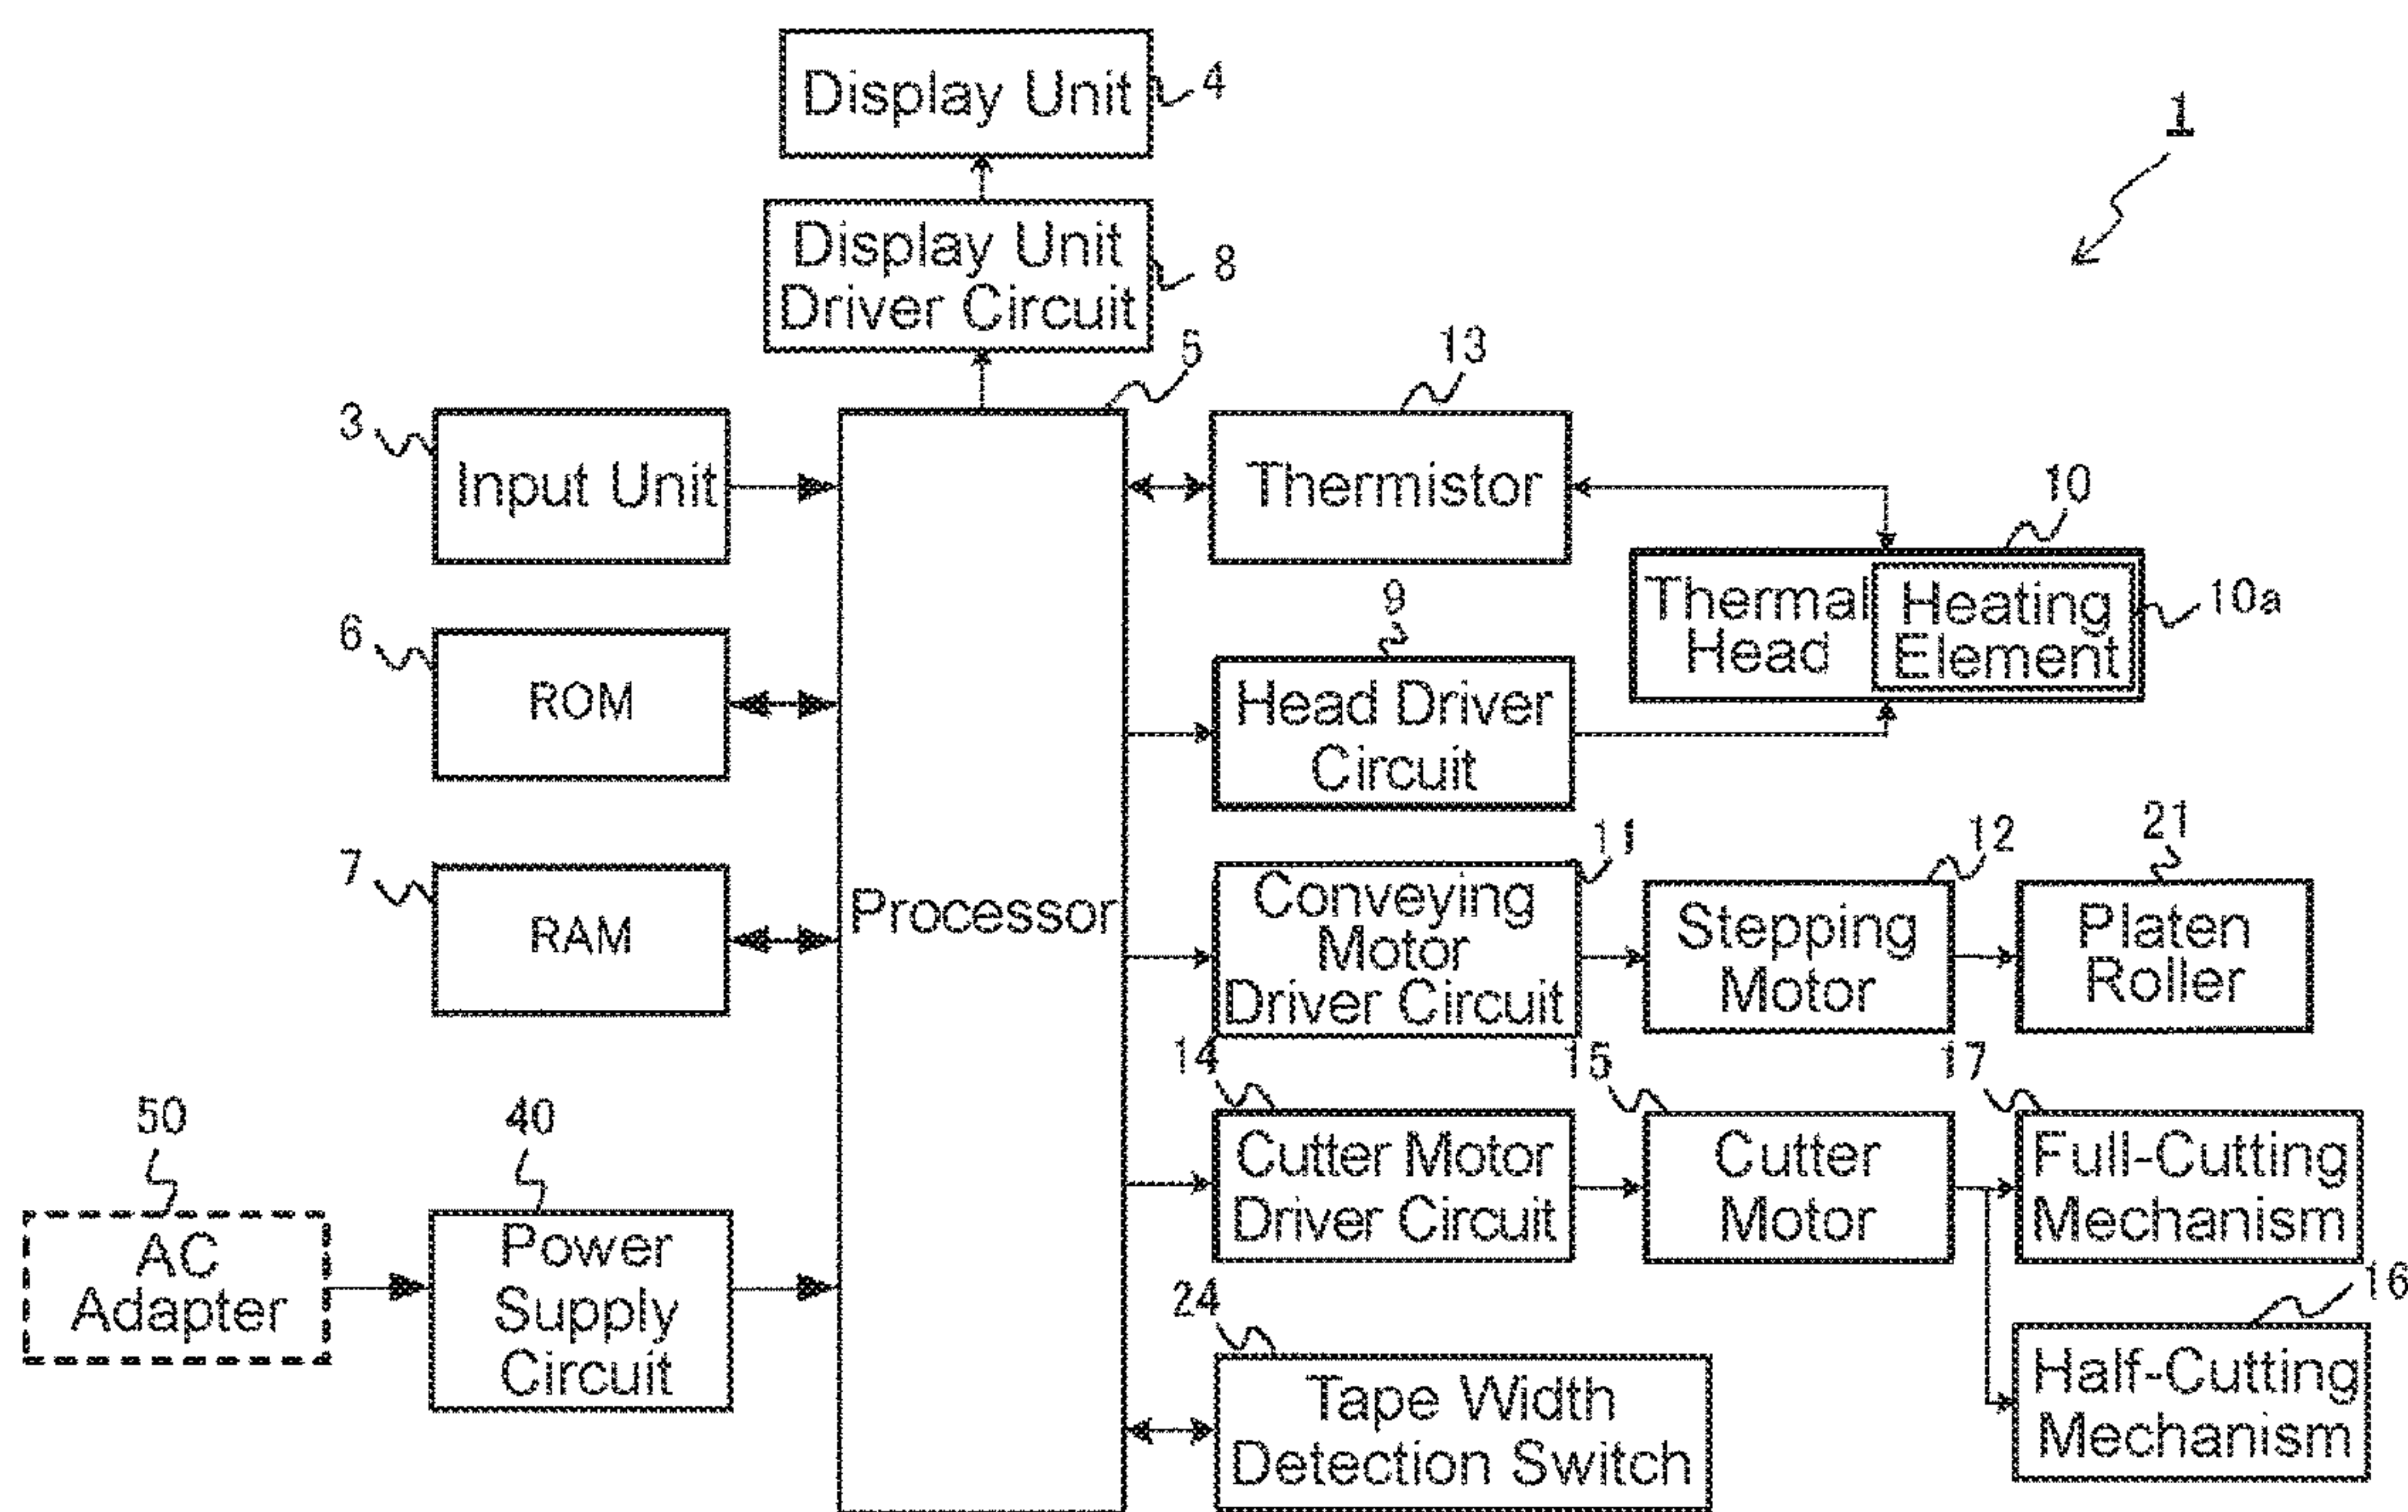 Display Unit
4
1
Display Unit
Driver Circuit
8
5
13
3
Input Unit
Thermistor
10
Thermal
Head
Heating
Element
10a
9
6
ROM
Head Driver
Circuit
11
12
21
7
RAM
Processor
Conveying
Motor
Driver Circuit
Stepping
Motor
Platen
Roller
14
15
17
50
40
Cutter Motor
Driver Circuit
Cutter
Motor
Full-Cutting
Mechanism
AC
Adapter
Power
Supply
Circuit
24
16
Tape Width
Detection Switch
Half-Cutting
Mechanism